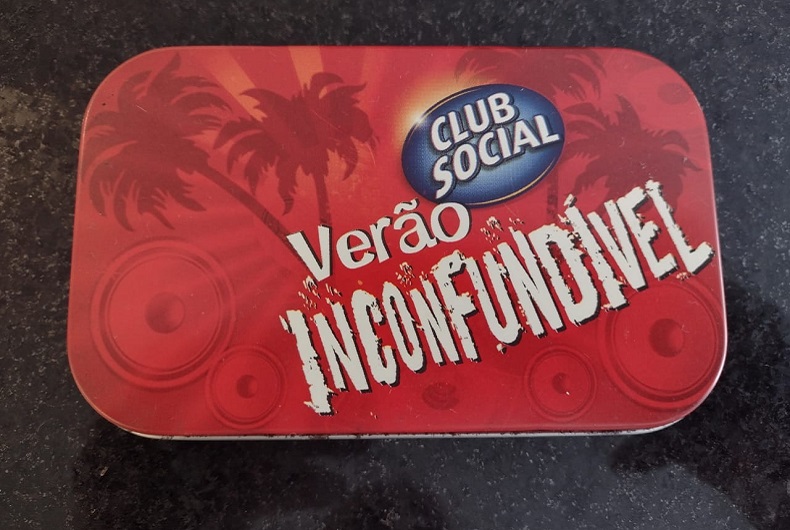 CLUB
SOCIAL
Verão
INCONFUNDÍVEL